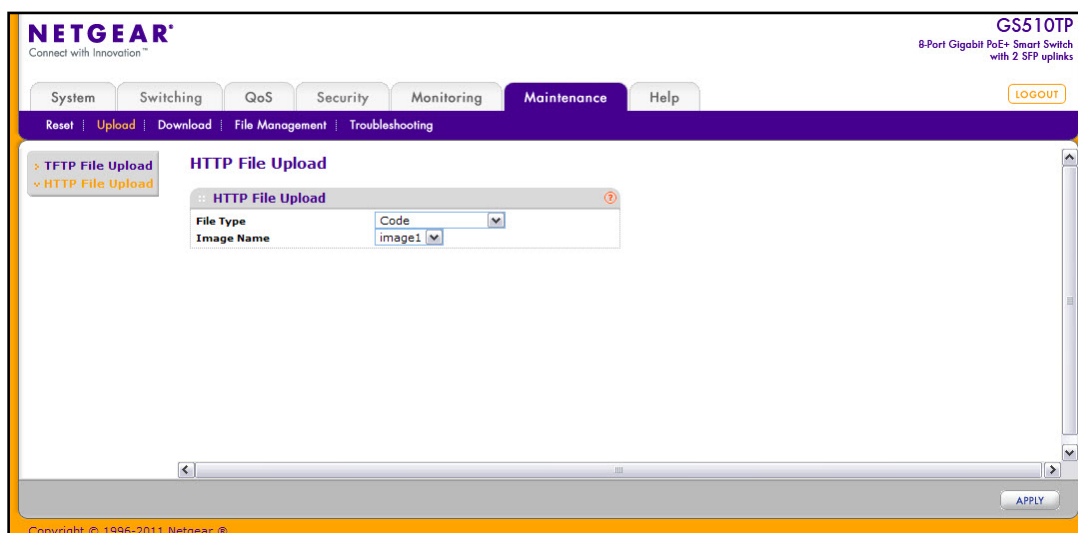 NETGEAR®
Connect with Innovation™
GS510TP
8-Port Gigabit PoE+ Smart Switch
with 2 SFP uplinks
System Switching QoS Security Monitoring Maintenance Help
LOGOUT
Reset Upload Download File Management Troubleshooting
TFTP File Upload
HTTP File Upload
HTTP File Upload
HTTP File Upload ?
File Type Code
Image Name image1
APPLY
Copyright © 1996-2011 Netgear ®